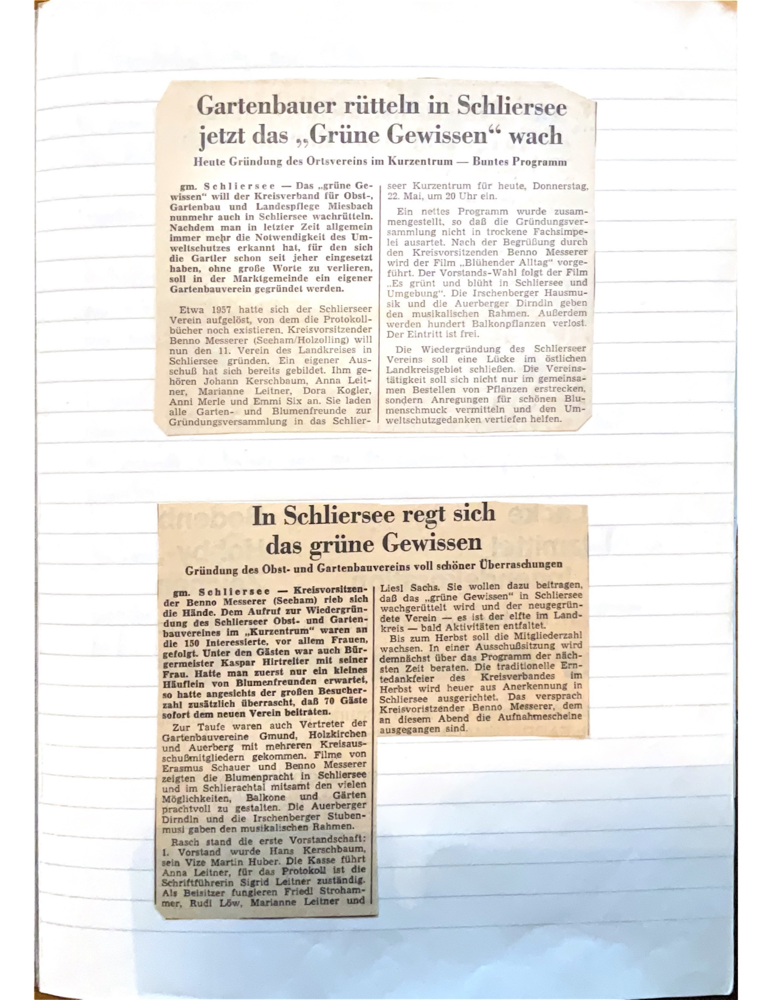 Gartenbauer rütteln in Schliersee
jetzt das „Grüne Gewissen“ wach
Heute Gründung des Ortsvereins im Kurzentrum — Buntes Programm
gm. Schliersee — Das „grüne Ge-
wissen“ will der Kreisverband für Obst-,
Gartenbau und Landespflege Miesbach
nunmehr auch in Schliersee wachrütteln.
Nachdem man in letzter Zeit allgemein
immer mehr die Notwendigkeit des Um-
weltschutzes erkannt hat, für den sich
die Gartler schon seit jeher eingesetzt
haben, ohne große Worte zu verlieren,
soll in der Marktgemeinde ein eigener
Gartenbauverein gegründet werden.
Etwa 1957 hatte sich der Schlierseer
Verein aufgelöst, von dem die Protokoll-
bücher noch existieren. Kreisvorsitzender
Benno Messerer (Seeham/Holzolling) will
nun den 11. Verein des Landkreises in
Schliersee gründen. Ein eigener Aus-
schuß hat sich bereits gebildet. Ihm ge-
hören Johann Kerschbaum, Anna Leit-
ner, Marianne Leitner, Dora Kogler,
Anni Merle und Emmi Six an. Sie laden
alle Garten- und Blumenfreunde zur
Gründungsversammlung in das Schlier-
seer Kurzentrum für heute, Donnerstag,
22. Mai, um 20 Uhr ein.
Ein nettes Programm wurde zusam-
mengestellt, so daß die Gründungsver-
sammlung nicht in trockene Fachsimpe-
lei ausartet. Nach der Begrüßung durch
den Kreisvorsitzenden Benno Messerer
wird der Film „Blühender Alltag“ vorge-
führt. Der Vorstands-Wahl folgt der Film
„Es grünt und blüht in Schliersee und
Umgebung“. Die Irschenberger Hausmu-
sik und die Auerberger Dirndln geben
den musikalischen Rahmen. Außerdem
werden hundert Balkonpflanzen verlost.
Der Eintritt ist frei.
Die Wiedergründung des Schlierseer
Vereins soll eine Lücke im östlichen
Landkreisgebiet schließen. Die Vereins-
tätigkeit soll sich nicht nur im gemeinsa-
men Bestellen von Pflanzen erstrecken,
sondern Anregungen für schönen Blu-
menschmuck vermitteln und den Um-
weltschutzgedanken vertiefen helfen.
In Schliersee regt sich
das grüne Gewissen
Gründung des Obst- und Gartenbauvereins voll schöner Überraschungen
gm. Schliersee — Kreisvorsitzen-
der Benno Messerer (Seeham) rieb sich
die Hände. Dem Aufruf zur Wiedergrün-
dung des Schlierseer Obst- und Garten-
bauvereines im „Kurzentrum“ waren an
die 150 Interessierte, vor allem Frauen,
gefolgt. Unter den Gästen war auch Bür-
germeister Kaspar Hirtreiter mit seiner
Frau. Hatte man zuerst nur ein kleines
Häuflein von Blumenfreunden erwartet,
so hatte angesichts der großen Besucher-
zahl zusätzlich überrascht, daß 70 Gäste
sofort dem neuen Verein beitraten.
Zur Taufe waren auch Vertreter der
Gartenbauvereine Gmund, Holzkirchen
und Auerberg mit mehreren Kreisaus-
schußmitgliedern gekommen. Filme von
Erasmus Schauer und Benno Messerer
zeigten die Blumenpracht in Schliersee
und im Schlierachtal mitsamt den vielen
Möglichkeiten, Balkone und Gärten
prachtvoll zu gestalten. Die Auerberger
Dirndln und die Irschenberger Stuben-
musi gaben den musikalischen Rahmen.
Rasch stand die erste Vorstandschaft:
1. Vorstand wurde Hans Kerschbaum,
sein Vize Martin Huber. Die Kasse führt
Anna Leitner, für das Protokoll ist die
Schriftführerin Sigrid Leitner zuständig.
Als Beisitzer fungieren Friedl Stroham-
mer, Rudi Löw, Marianne Leitner und
Liesl Sachs. Sie wollen dazu beitragen,
daß das „grüne Gewissen“ in Schliersee
wachgerüttelt wird und der neugegrün-
dete Verein — es ist der elfte im Land-
kreis — bald Aktivitäten entfaltet.
Bis zum Herbst soll die Mitgliederzahl
wachsen. In einer Ausschußsitzung wird
demnächst über das Programm der näch-
sten Zeit beraten. Die traditionelle Ern-
tedankfeier des Kreisverbandes im
Herbst wird heuer aus Anerkennung in
Schliersee ausgerichtet. Das versprach
Kreisvoristzender Benno Messerer, dem
an diesem Abend die Aufnahmescheine
ausgegangen sind.